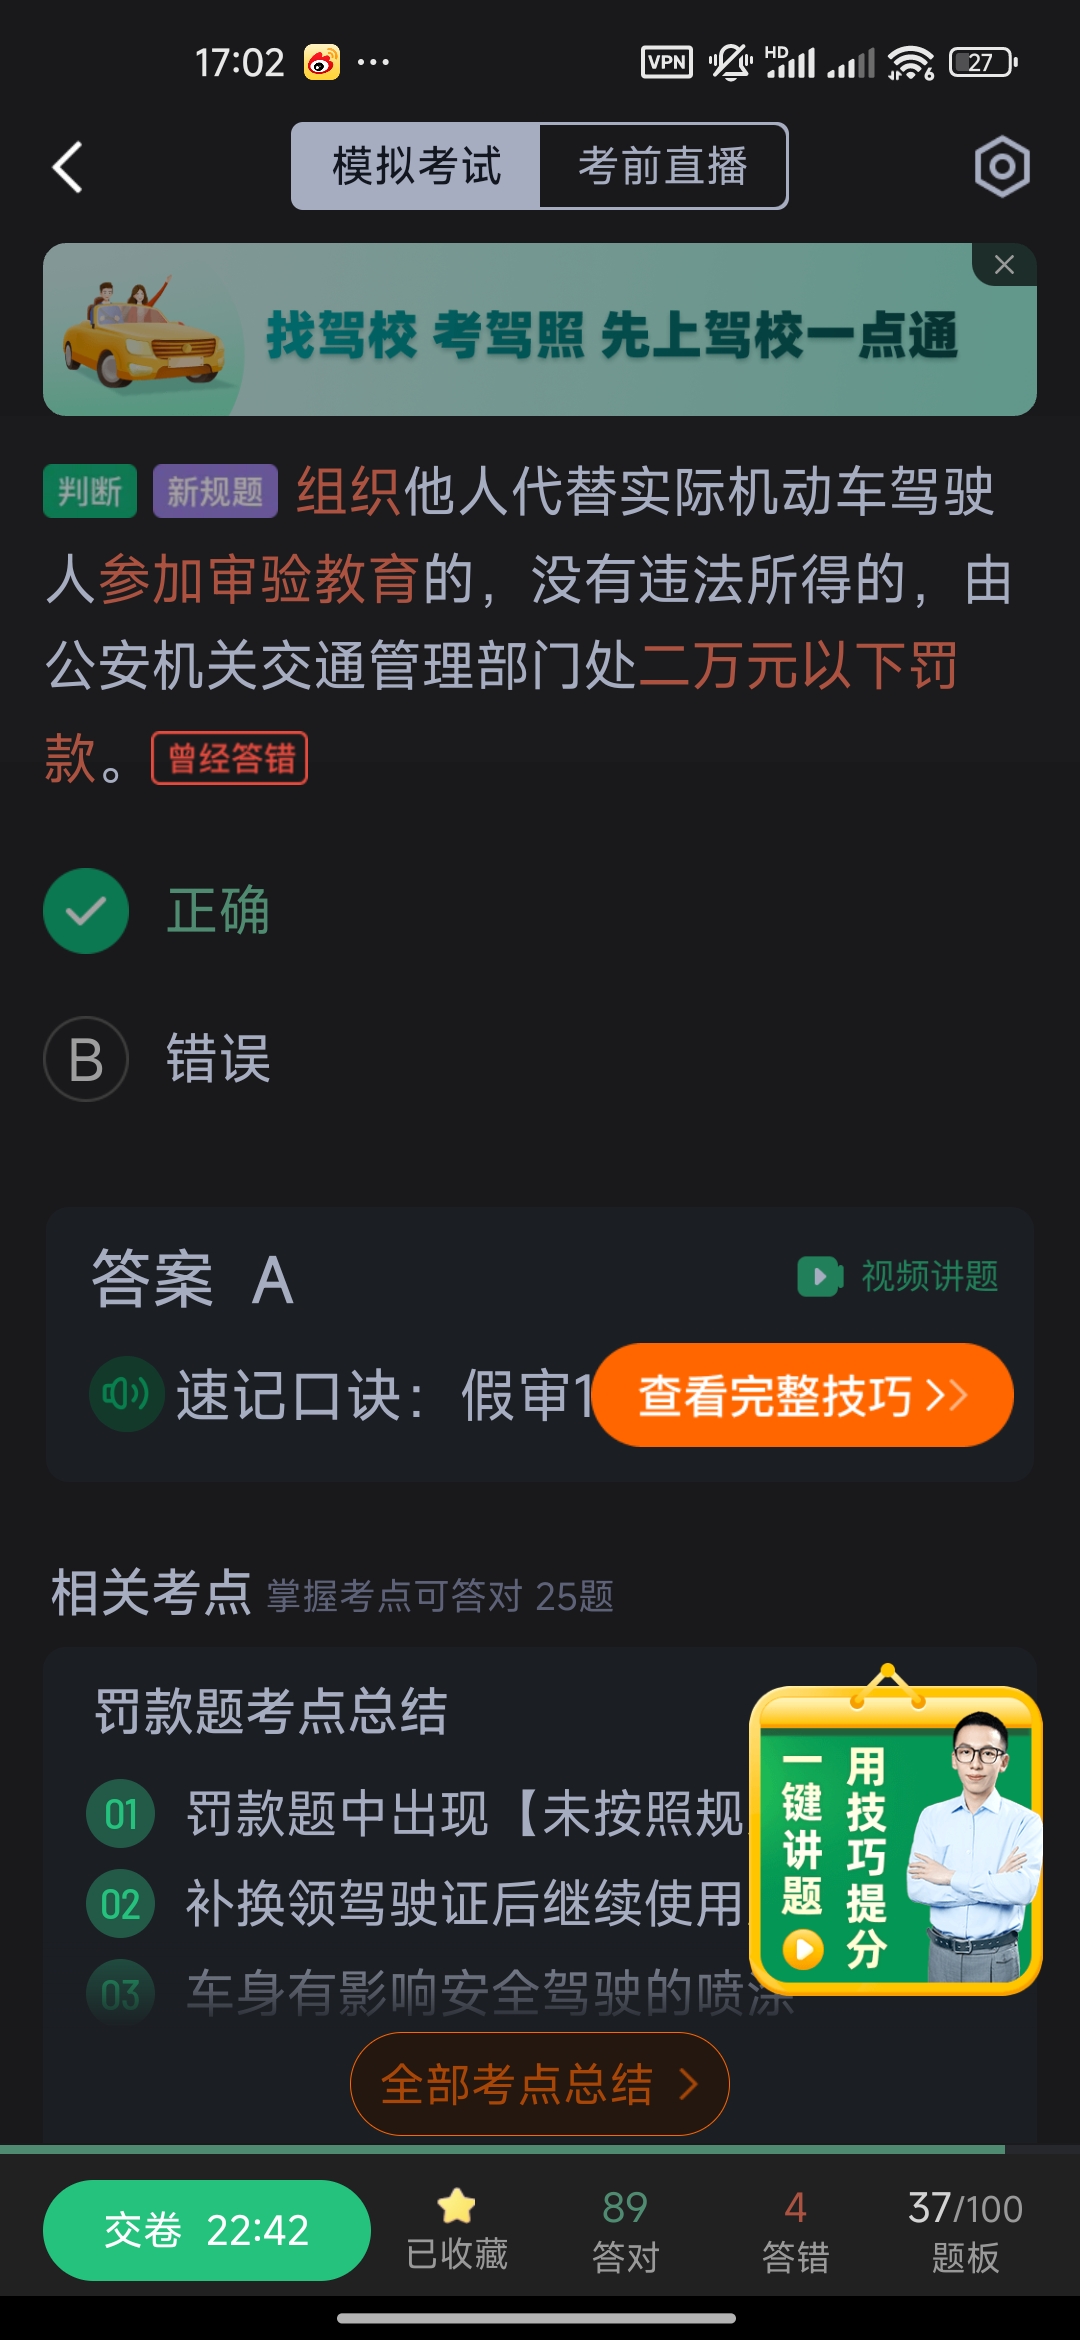 17:02 ···
VPN HD 6 27
模拟考试 考前直播
找驾校 考驾照 先上驾校一点通
判断 新规题 组织他人代替实际机动车驾驶
人参加审验教育的，没有违法所得的，由
公安机关交通管理部门处二万元以下罚
款。 曾经答错
正确
B 错误
答案 A 视频讲题
速记口诀：假审1 查看完整技巧
相关考点 掌握考点可答对 25题
罚款题考点总结
01 罚款题中出现【未按照规
02 补换领驾驶证后继续使用
03 车身有影响安全驾驶的喷涂
一键讲题
用技巧提分
全部考点总结
交卷 22:42
已收藏
89 答对
4 答错
37/100 题板